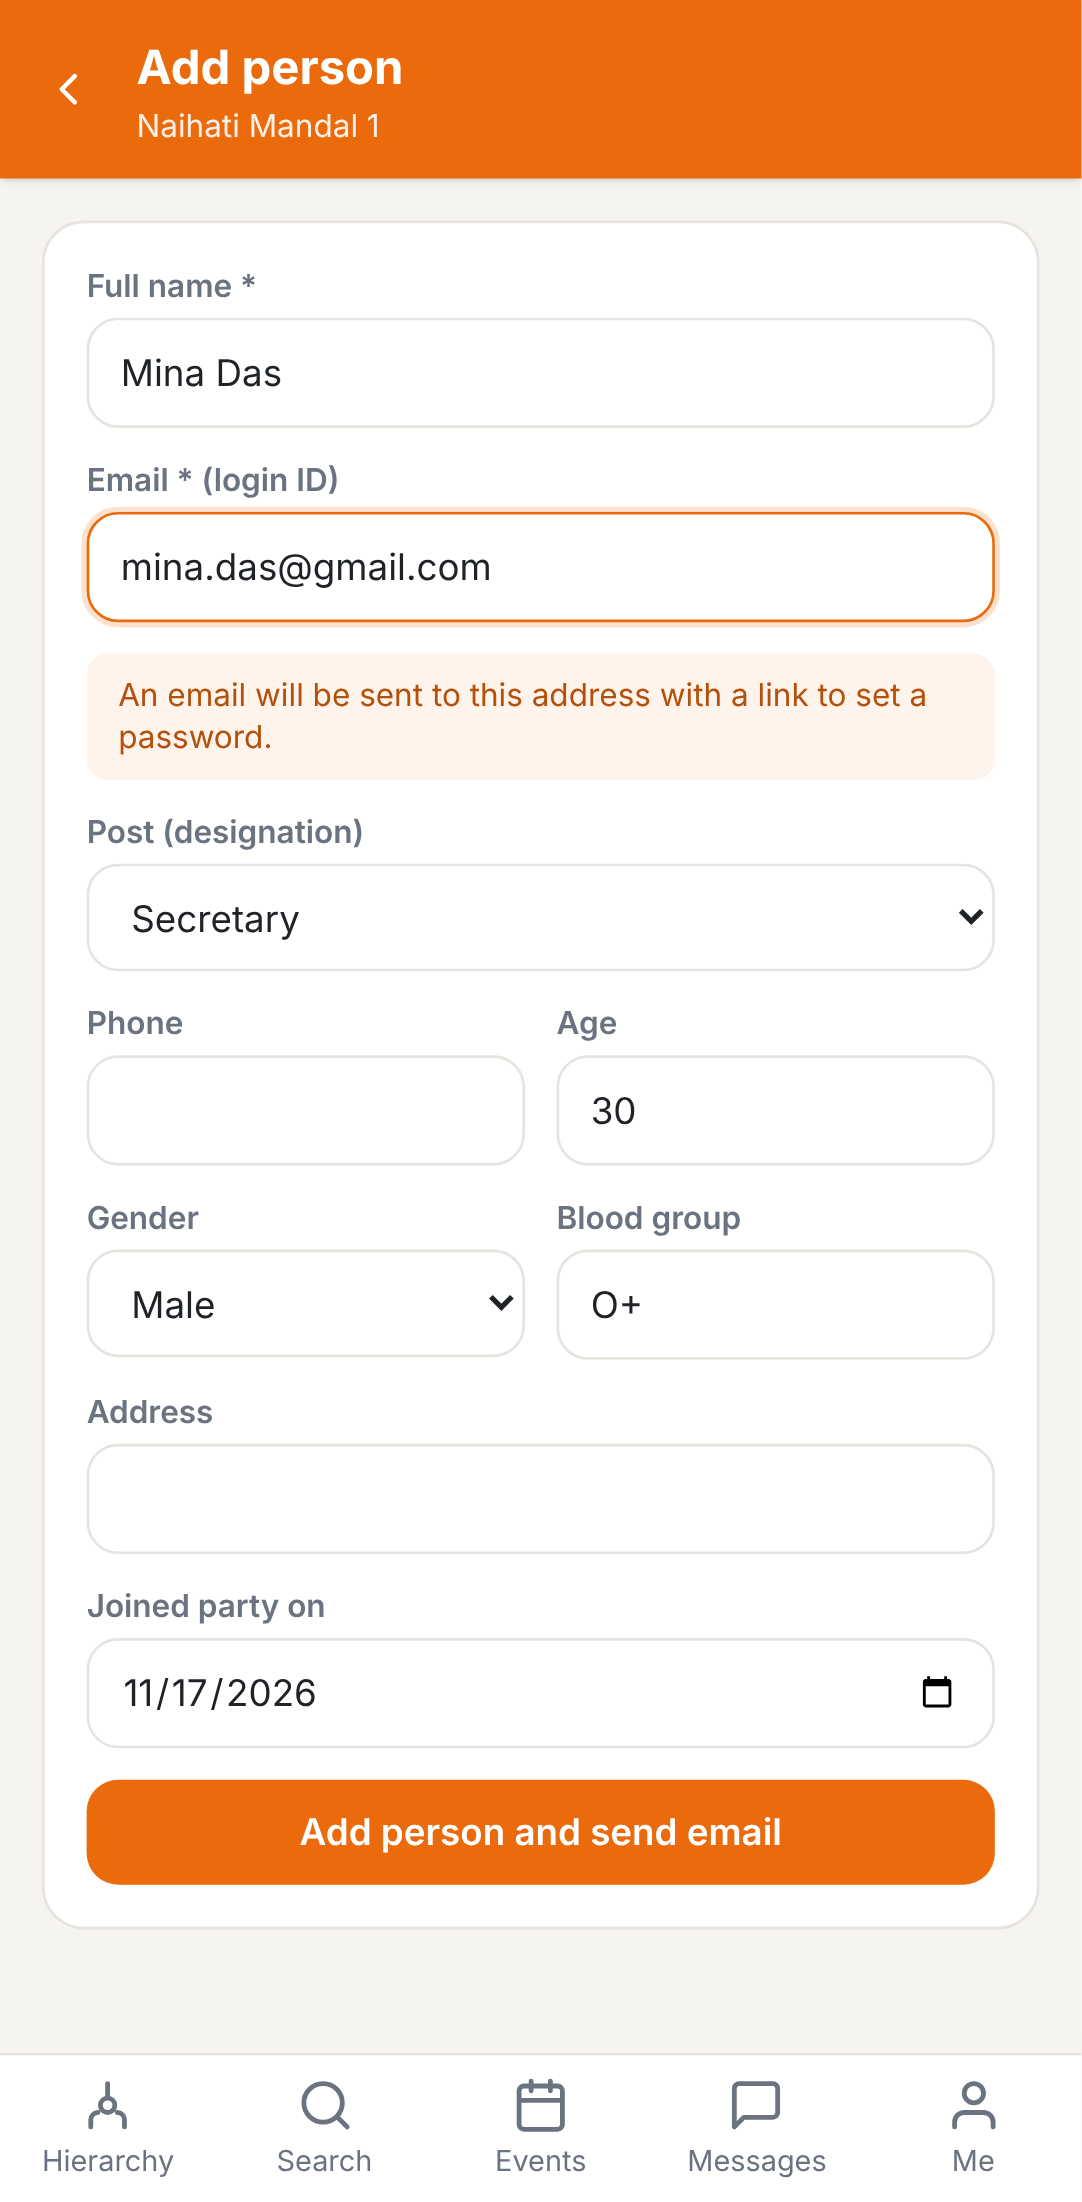 Add person
Naihati Mandal 1
Full name *
Mina Das
Email * (login ID)
mina.das@gmail.com
An email will be sent to this address with a link to set a
password.
Post (designation)
Secretary
Phone
Age
30
Gender
Blood group
Male
O+
Address
Joined party on
11/17/2026
Add person and send email
Hierarchy
Search
Events
Messages
Me